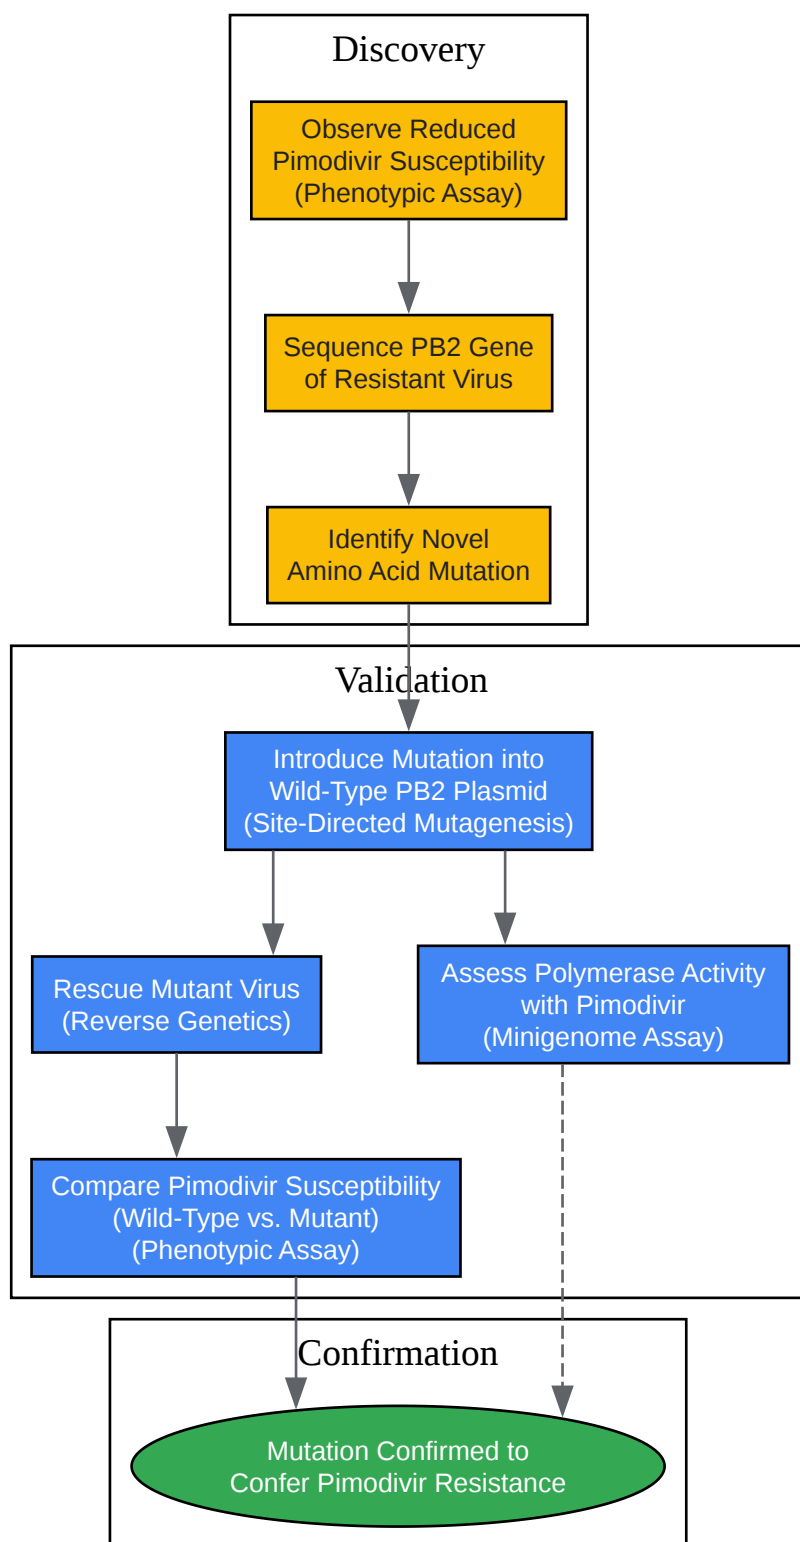 Discovery
Observe Reduced
Pimodivir Susceptibility
(Phenotypic Assay)
Sequence PB2 Gene
of Resistant Virus
Identify Novel
Amino Acid Mutation
Validation
Introduce Mutation into
Wild-Type PB2 Plasmid
(Site-Directed Mutagenesis)
Rescue Mutant Virus
(Reverse Genetics)
Assess Polymerase Activity
with Pimodivir
(Minigenome Assay)
Compare Pimodivir Susceptibility
(Wild-Type vs. Mutant)
(Phenotypic Assay)
Confirmation
Mutation Confirmed to
Confer Pimodivir Resistance